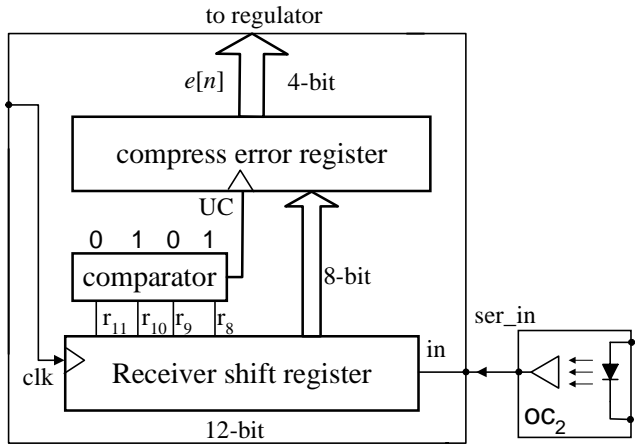 to regulator
e[n] 4-bit
compress error register
UC
0 1 0 1
comparator
8-bit
r11 r10 r9 r8
ser_in
in
clk
Receiver shift register
OC2
12-bit